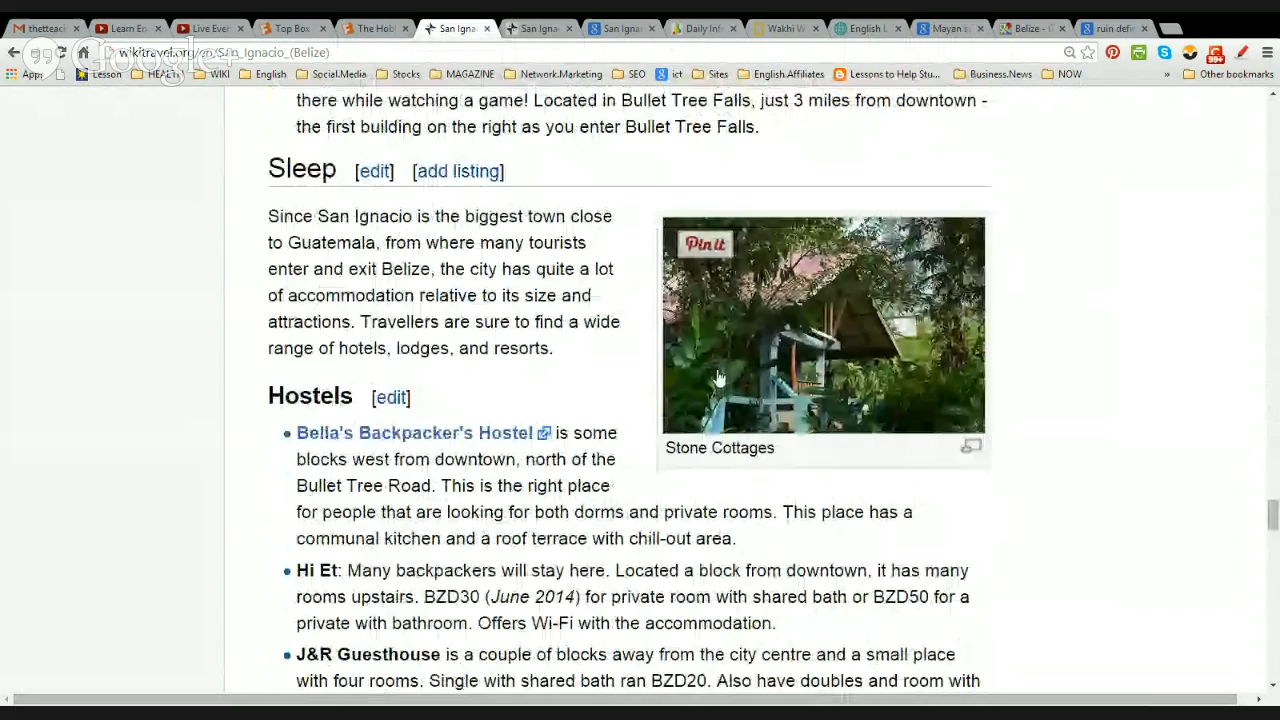 thetteac
Learn En
Live Ever
Top Box
The Hob
San Igna
San Igna
San Igna
Daily Inf
Wakhi W
English L
Mayan s
Belize - G
ruin defin
Google+
wikitravel.org/en/San_Ignacio_(Belize)
99+
Apps
Lesson
HEALTH
WIKI
English
Social.Media
Stocks
MAGAZINE
Network.Marketing
SEO
ict
Sites
English.Affiliates
Lessons to Help Stu...
Business.News
NOW
»
Other bookmarks
there while watching a game! Located in Bullet Tree Falls, just 3 miles from downtown -
the first building on the right as you enter Bullet Tree Falls.
Sleep [edit] [add listing]
Since San Ignacio is the biggest town close
to Guatemala, from where many tourists
enter and exit Belize, the city has quite a lot
of accommodation relative to its size and
attractions. Travellers are sure to find a wide
range of hotels, lodges, and resorts.
Pin it
Stone Cottages
Hostels [edit]
Bella's Backpacker's Hostel is some
blocks west from downtown, north of the
Bullet Tree Road. This is the right place
for people that are looking for both dorms and private rooms. This place has a
communal kitchen and a roof terrace with chill-out area.
Hi Et: Many backpackers will stay here. Located a block from downtown, it has many
rooms upstairs. BZD30 (June 2014) for private room with shared bath or BZD50 for a
private with bathroom. Offers Wi-Fi with the accommodation.
J&R Guesthouse is a couple of blocks away from the city centre and a small place
with four rooms. Single with shared bath ran BZD20. Also have doubles and room with